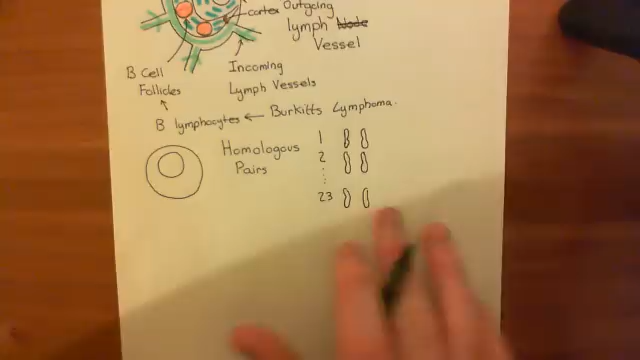 cortex
Outgoing
lymph Node
Vessel
B Cell
Follicles
Incoming
Lymph Vessels
B lymphocytes ← Burkitts Lymphoma.
Homologous
Pairs
1
2
23